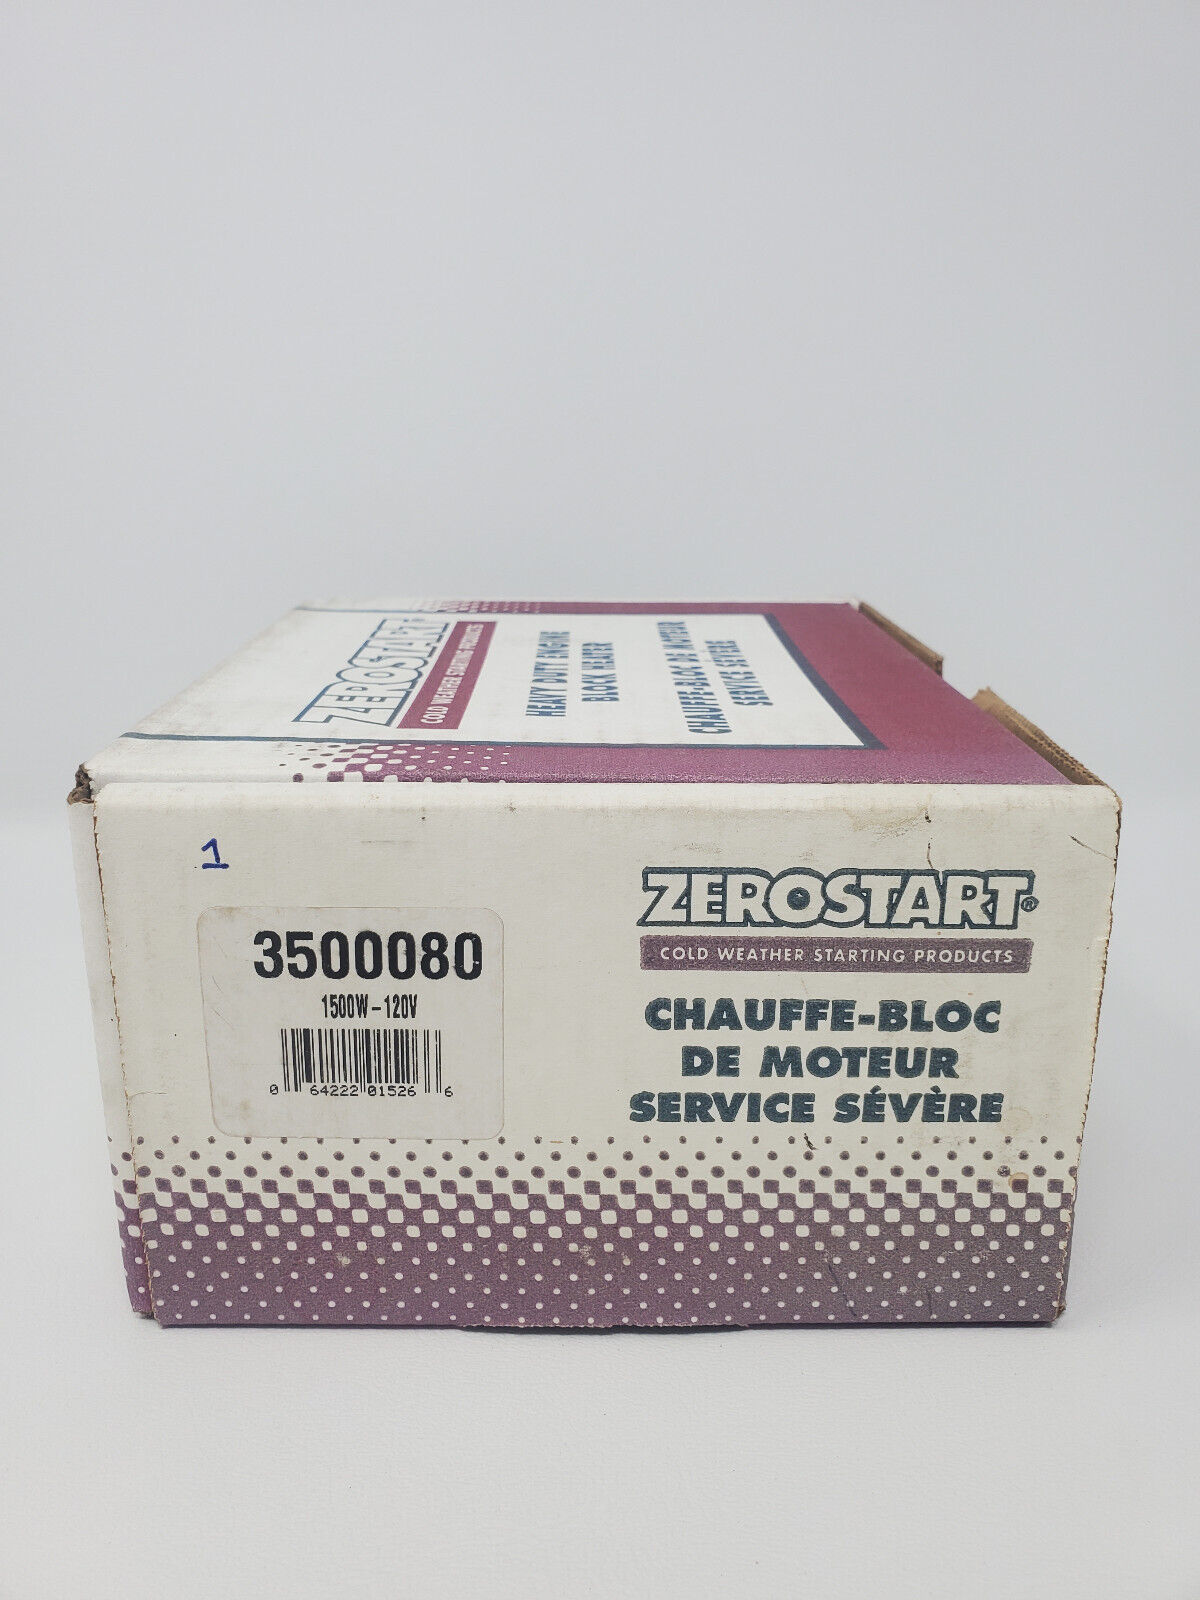 ZEROSTART®
COLD WEATHER STARTING PRODUCTS
HEAVY DUTY ENGINE
BLOCK HEATER
CHAUFFE-BLOC DE MOTEUR
SERVICE SÉVÈRE
1
3500080
1500W-120V
0 64222 01526 6
ZEROSTART®
COLD WEATHER STARTING PRODUCTS
CHAUFFE-BLOC
DE MOTEUR
SERVICE SÉVÈRE